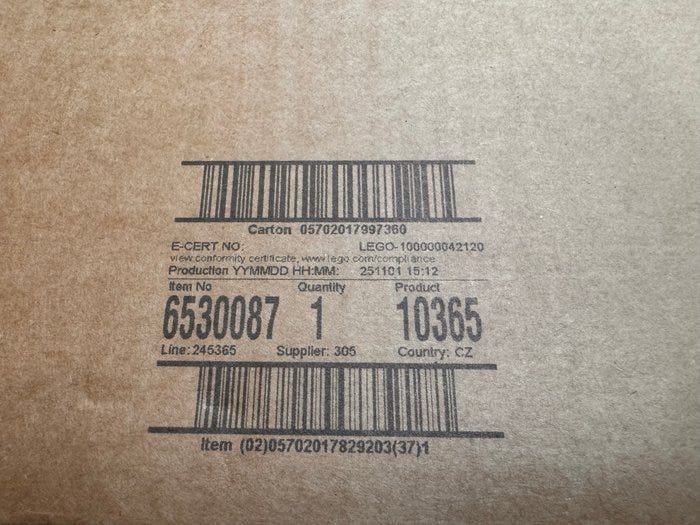 Carton 05702017997360
E-CERT NO: LEGO-100000042120
view conformity certificate, www.lego.com/compliance
Production YYMMDD HH:MM: 251101 15:12
Item No Quantity Product
6530087 1 10365
Line: 245365 Supplier: 305 Country: CZ
Item (02)05702017829203(37)1